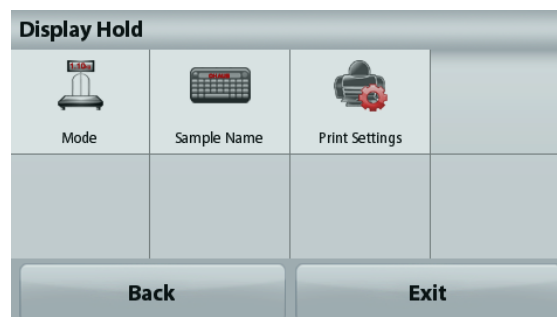 Display Hold
Mode
Sample Name
Print Settings
Back
Exit